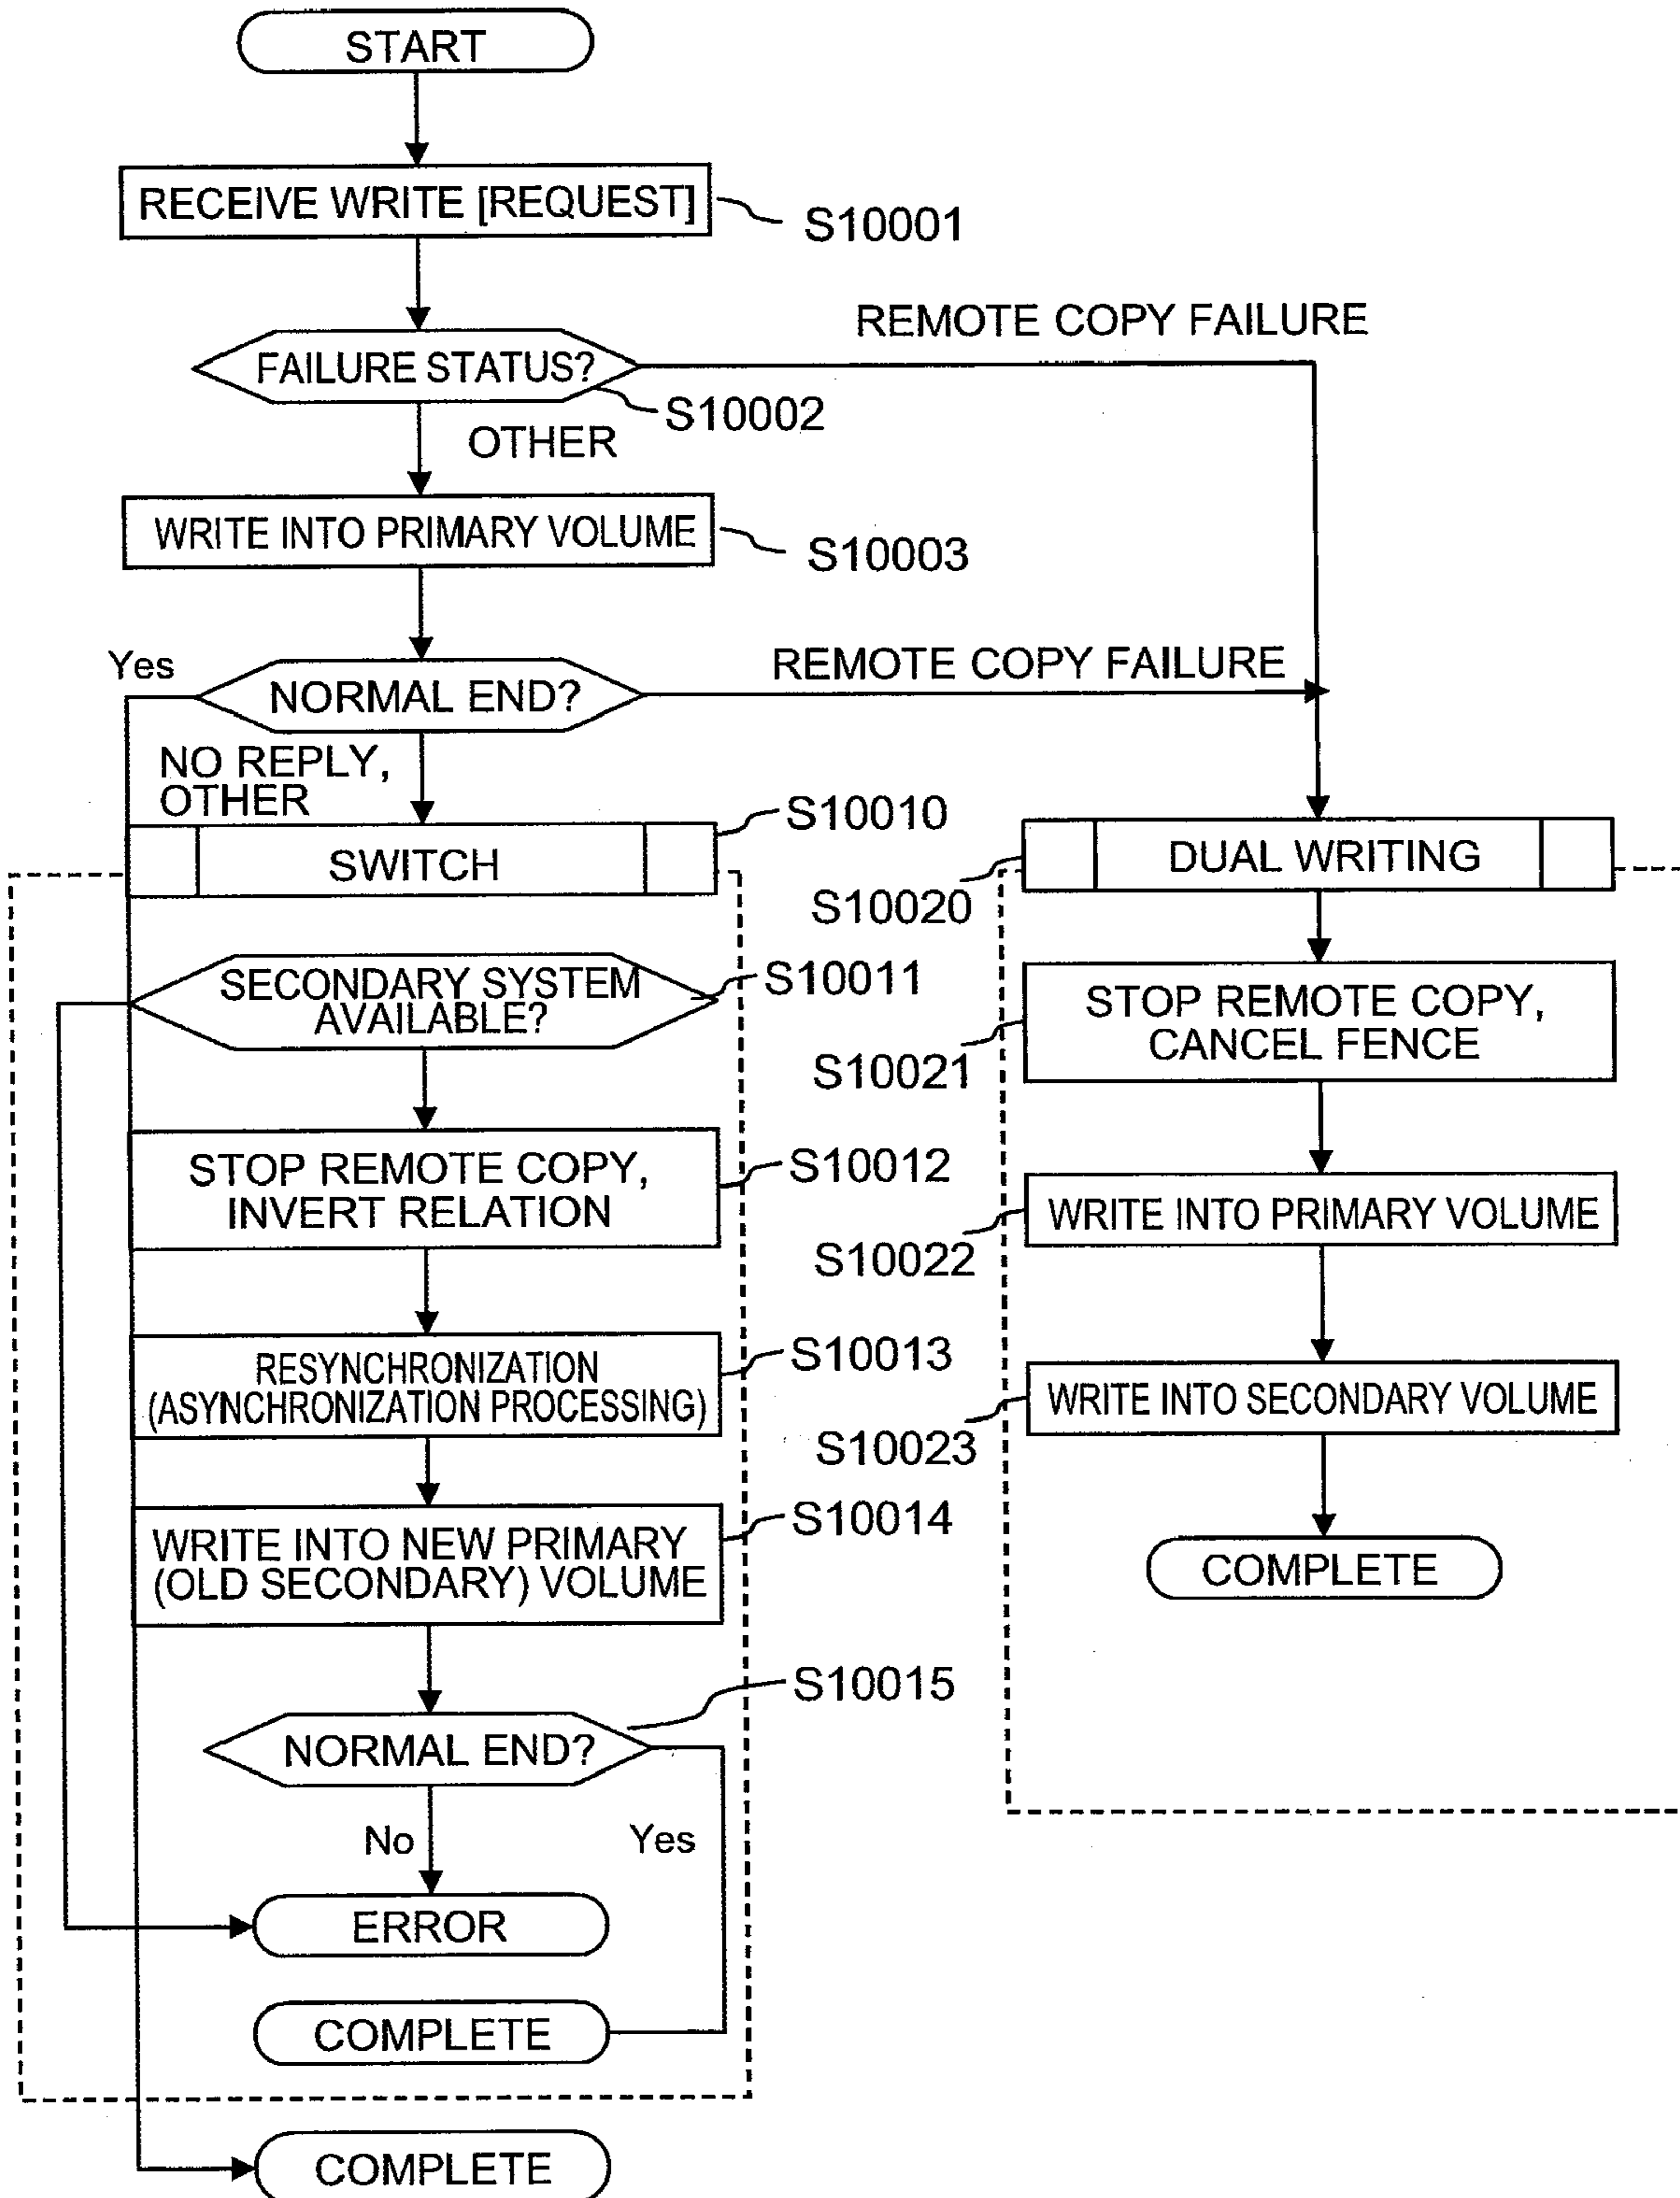 START
RECEIVE WRITE [REQUEST]
S10001
REMOTE COPY FAILURE
FAILURE STATUS?
S10002
OTHER
WRITE INTO PRIMARY VOLUME
S10003
Yes
NORMAL END?
REMOTE COPY FAILURE
NO REPLY,
OTHER
SWITCH
S10010
SECONDARY SYSTEM
AVAILABLE?
S10011
STOP REMOTE COPY,
INVERT RELATION
S10012
RESYNCHRONIZATION
(ASYNCHRONIZATION PROCESSING)
S10013
WRITE INTO NEW PRIMARY
(OLD SECONDARY) VOLUME
S10014
NORMAL END?
S10015
No
Yes
ERROR
COMPLETE
COMPLETE
DUAL WRITING
S10020
STOP REMOTE COPY,
CANCEL FENCE
S10021
WRITE INTO PRIMARY VOLUME
S10022
WRITE INTO SECONDARY VOLUME
S10023
COMPLETE